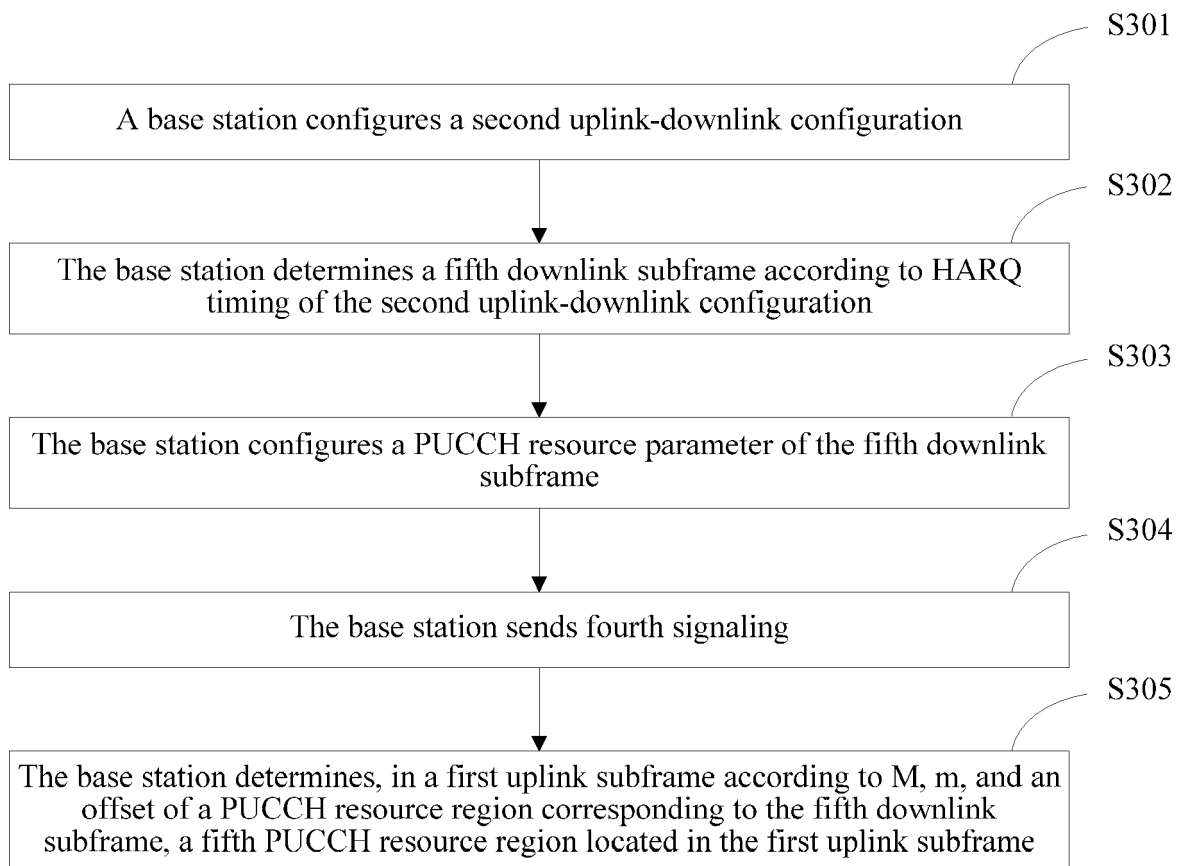 S301
A base station configures a second uplink-downlink configuration
S302
The base station determines a fifth downlink subframe according to HARQ
timing of the second uplink-downlink configuration
S303
The base station configures a PUCCH resource parameter of the fifth downlink
subframe
S304
The base station sends fourth signaling
S305
The base station determines, in a first uplink subframe according to M, m, and an
offset of a PUCCH resource region corresponding to the fifth downlink
subframe, a fifth PUCCH resource region located in the first uplink subframe